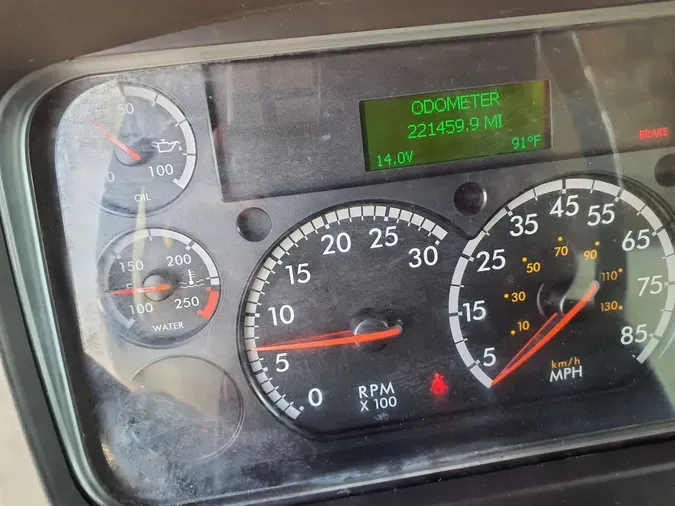 ODOMETER
221459.9 MI
14.0V 91°F
BRAKE
50
0 100
OIL
150 200
100 250
WATER
0 5 10 15 20 25 30
RPM
X 100
5 15 25 35 45 55 65 75 85
10 30 50 70 90 110 130
km/h
MPH